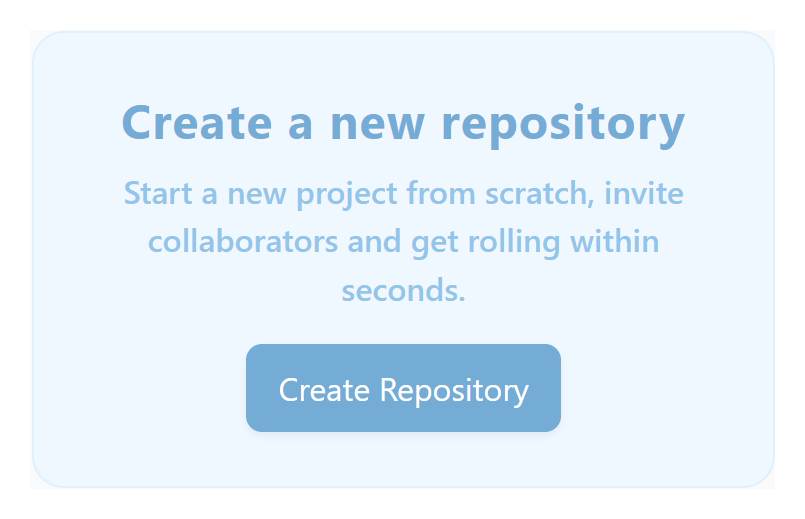 Create a new repository
Start a new project from scratch, invite
collaborators and get rolling within
seconds.
Create Repository